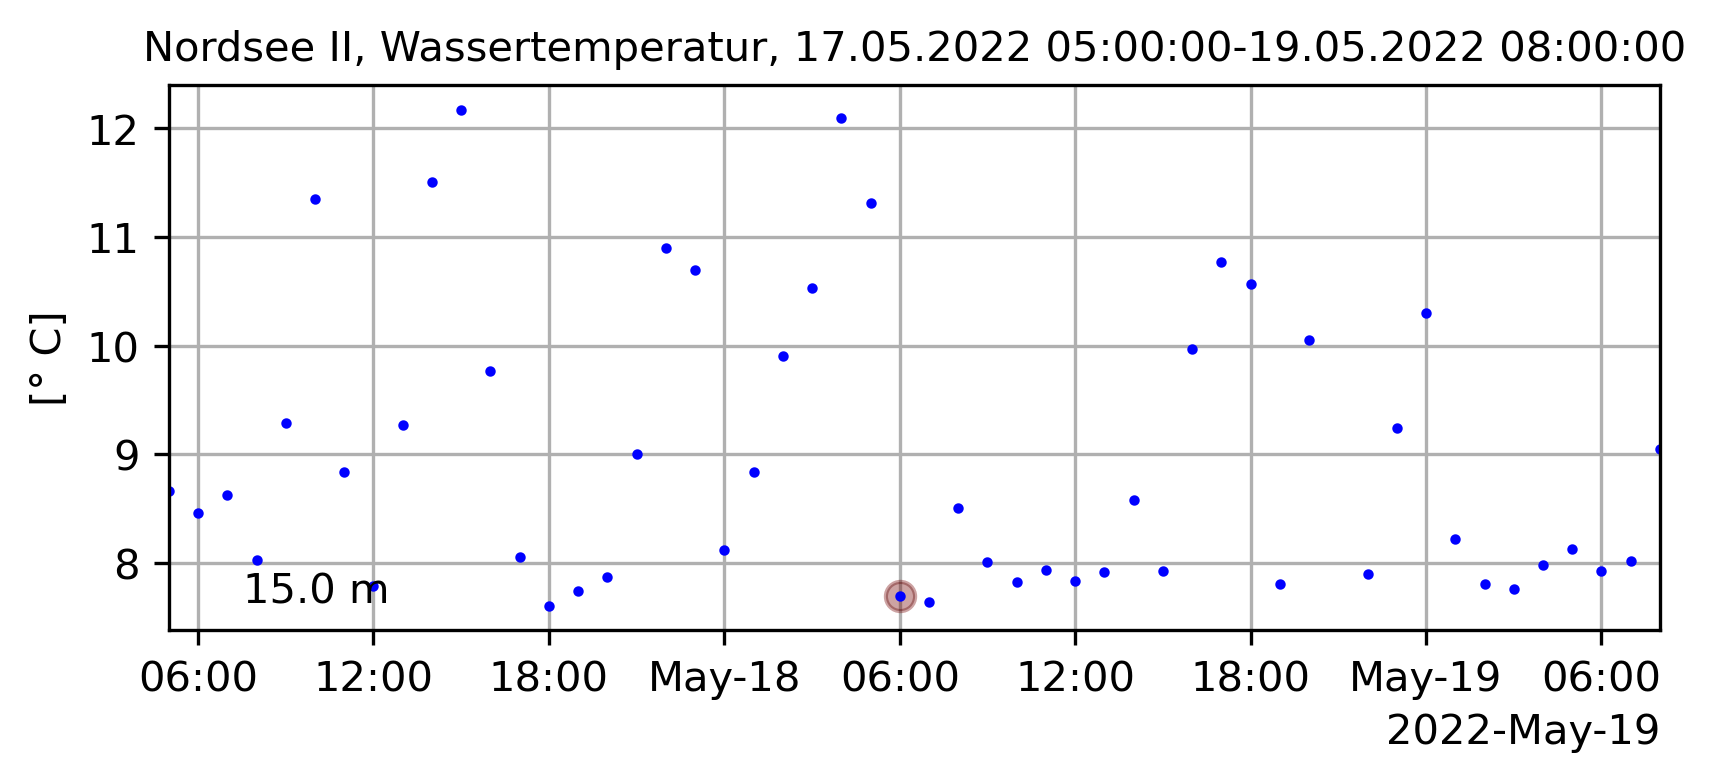 Nordsee II, Wassertemperatur, 17.05.2022 05:00:00-19.05.2022 08:00:00
12
11
10
9
8
[° C]
15.0 m
06:00 12:00 18:00 May-18 06:00 12:00 18:00 May-19 06:00
2022-May-19